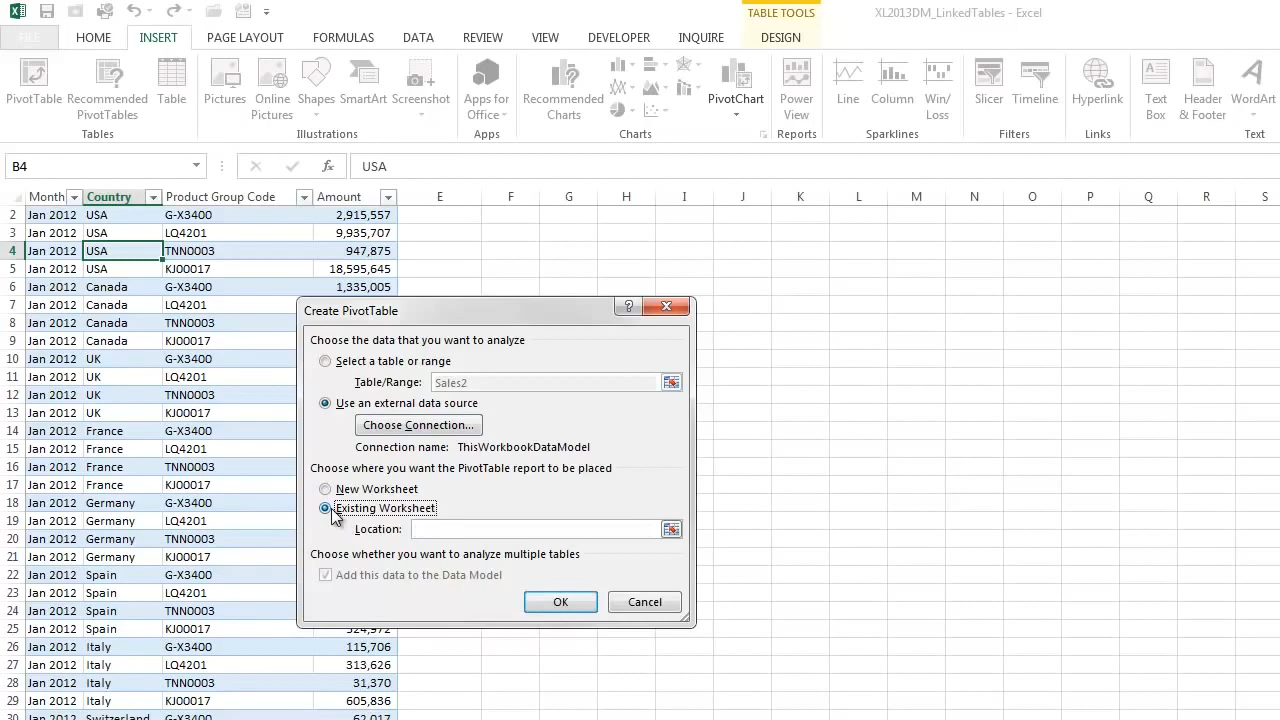 TABLE TOOLS
XL2013DM_LinkedTables - Excel
FILE HOME INSERT PAGE LAYOUT FORMULAS DATA REVIEW VIEW DEVELOPER INQUIRE DESIGN
PivotTable Recommended PivotTables Table Pictures Online Pictures Shapes SmartArt Screenshot Apps for Office Recommended Charts PivotChart Power View Line Column Win/Loss Slicer Timeline Hyperlink Text Box Header & Footer WordArt
Tables Illustrations Apps Charts Reports Sparklines Filters Links Text
B4 fx USA
Month Country Product Group Code Amount E F G H I J K L M N O P Q R S
2 Jan 2012 USA G-X3400 2,915,557
3 Jan 2012 USA LQ4201 9,935,707
4 Jan 2012 USA TNN0003 947,875
5 Jan 2012 USA KJ00017 18,595,645
6 Jan 2012 Canada G-X3400 1,335,005
7 Jan 2012 Canada LQ4201
8 Jan 2012 Canada TNN0003
9 Jan 2012 Canada KJ00017
10 Jan 2012 UK G-X3400
11 Jan 2012 UK LQ4201
12 Jan 2012 UK TNN0003
13 Jan 2012 UK KJ00017
14 Jan 2012 France G-X3400
15 Jan 2012 France LQ4201
16 Jan 2012 France TNN0003
17 Jan 2012 France KJ00017
18 Jan 2012 Germany G-X3400
19 Jan 2012 Germany LQ4201
20 Jan 2012 Germany TNN0003
21 Jan 2012 Germany KJ00017
22 Jan 2012 Spain G-X3400
23 Jan 2012 Spain LQ4201
24 Jan 2012 Spain TNN0003
25 Jan 2012 Spain KJ00017
26 Jan 2012 Italy G-X3400 115,706
27 Jan 2012 Italy LQ4201 313,626
28 Jan 2012 Italy TNN0003 31,370
29 Jan 2012 Italy KJ00017 605,836
30 Jan 2012 Switzerland G-X3400 62,017
Create PivotTable
Choose the data that you want to analyze
Select a table or range
Table/Range: Sales2
Use an external data source
Choose Connection...
Connection name: ThisWorkbookDataModel
Choose where you want the PivotTable report to be placed
New Worksheet
Existing Worksheet
Location:
Choose whether you want to analyze multiple tables
Add this data to the Data Model
OK Cancel